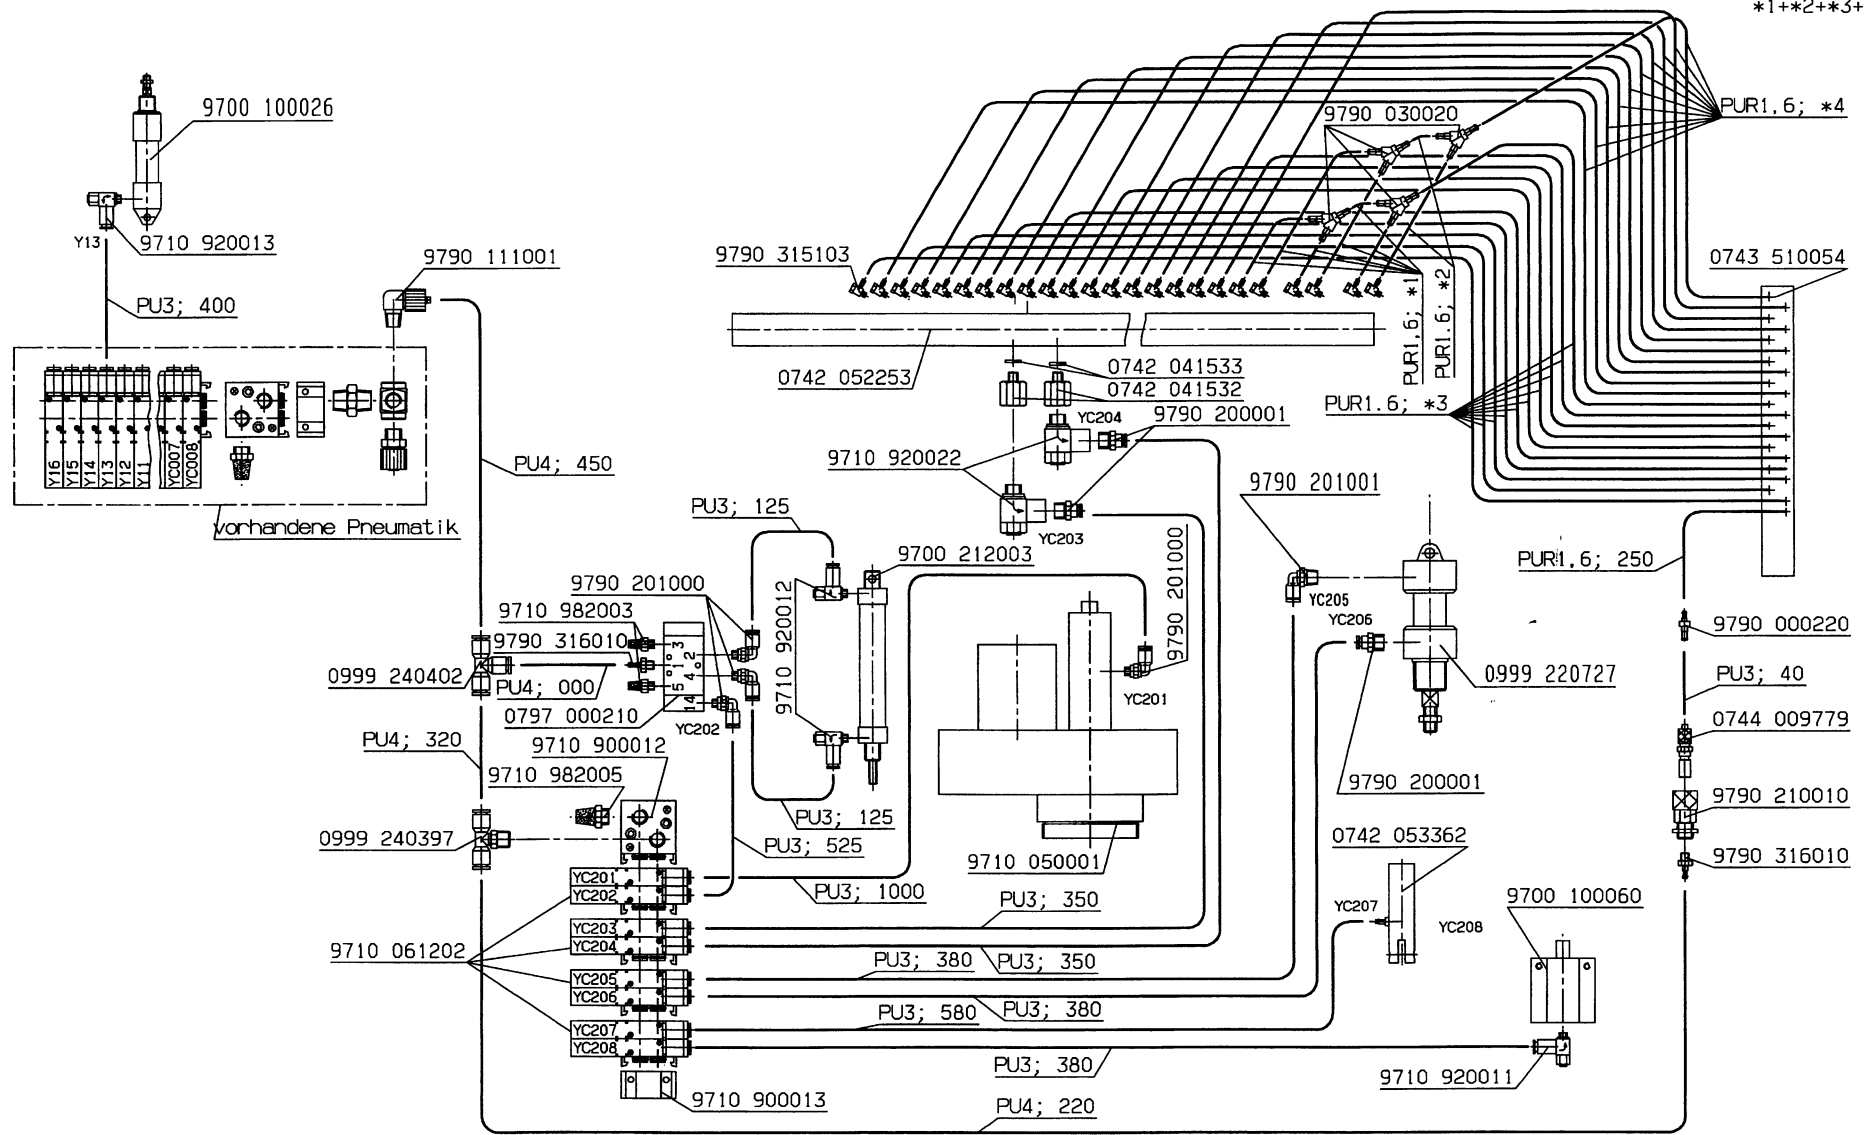 *1+*2+*3+
9700 100026
PUR1,6; *4
9790 030020
Y13
9710 920013
9790 111001
9790 315103
0743 510054
PU3; 400
PUR1,6; *1
PUR1.6; *2
0742 052253
0742 041533
0742 041532
PUR1.6; *3
YC204
9790 200001
Y16
Y15
Y14
Y13
Y12
Y11
YC007
YC008
PU4; 450
9710 920022
9790 201001
PU3; 125
vorhandene Pneumatik
YC203
9700 212003
9790 201000
PUR1,6; 250
9790 201000
9710 982003
9710 920012
YC205
YC206
9790 316010
9790 000220
3
2
1
4
5
14
0999 240402
PU4; 000
0999 220727
PU3; 40
YC201
0797 000210
YC202
0744 009779
PU4; 320
9710 900012
9710 982005
9790 200001
9790 210010
PU3; 125
0742 053362
0999 240397
PU3; 525
9710 050001
9790 316010
YC201
YC202
PU3; 1000
PU3; 350
9700 100060
YC207
YC208
YC203
YC204
9710 061202
PU3; 380
PU3; 350
YC205
YC206
PU3; 580
PU3; 380
YC207
YC208
PU3; 380
9710 920011
9710 900013
PU4; 220